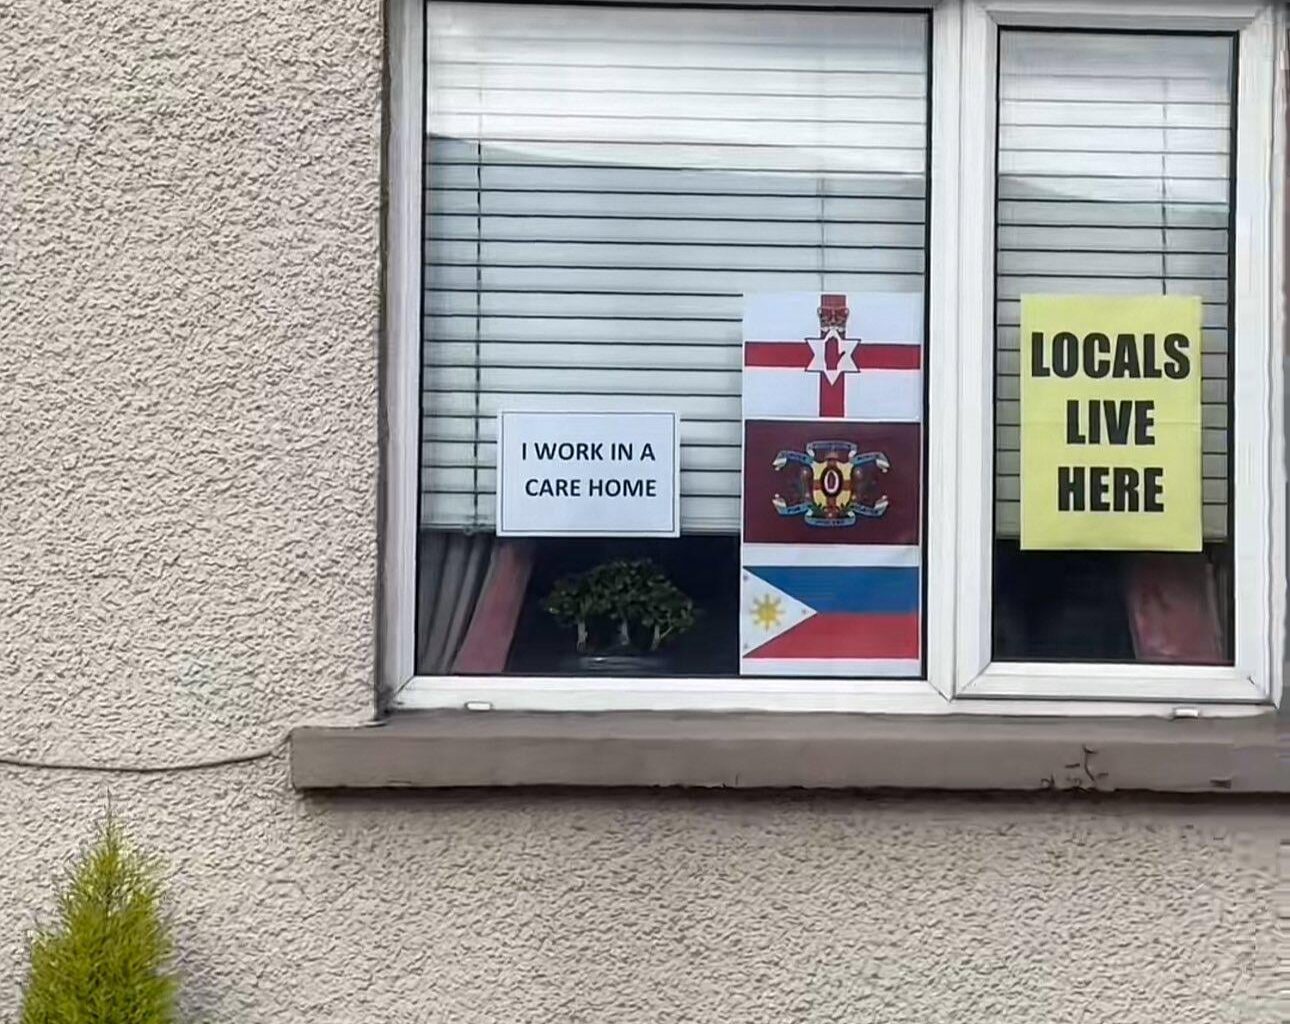 I WORK IN A
CARE HOME
LOCALS
LIVE
HERE